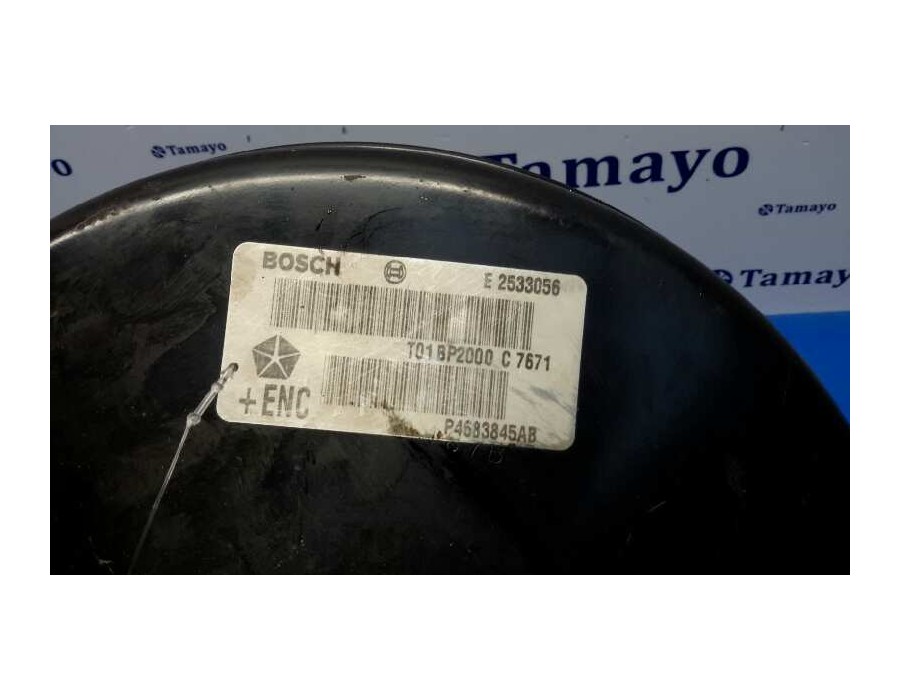 Tamayo
Tamayo
Tamayo
Tamayo
BOSCH
E 2533056
T01BP2000 C 7671
+ENC
P4683845AB